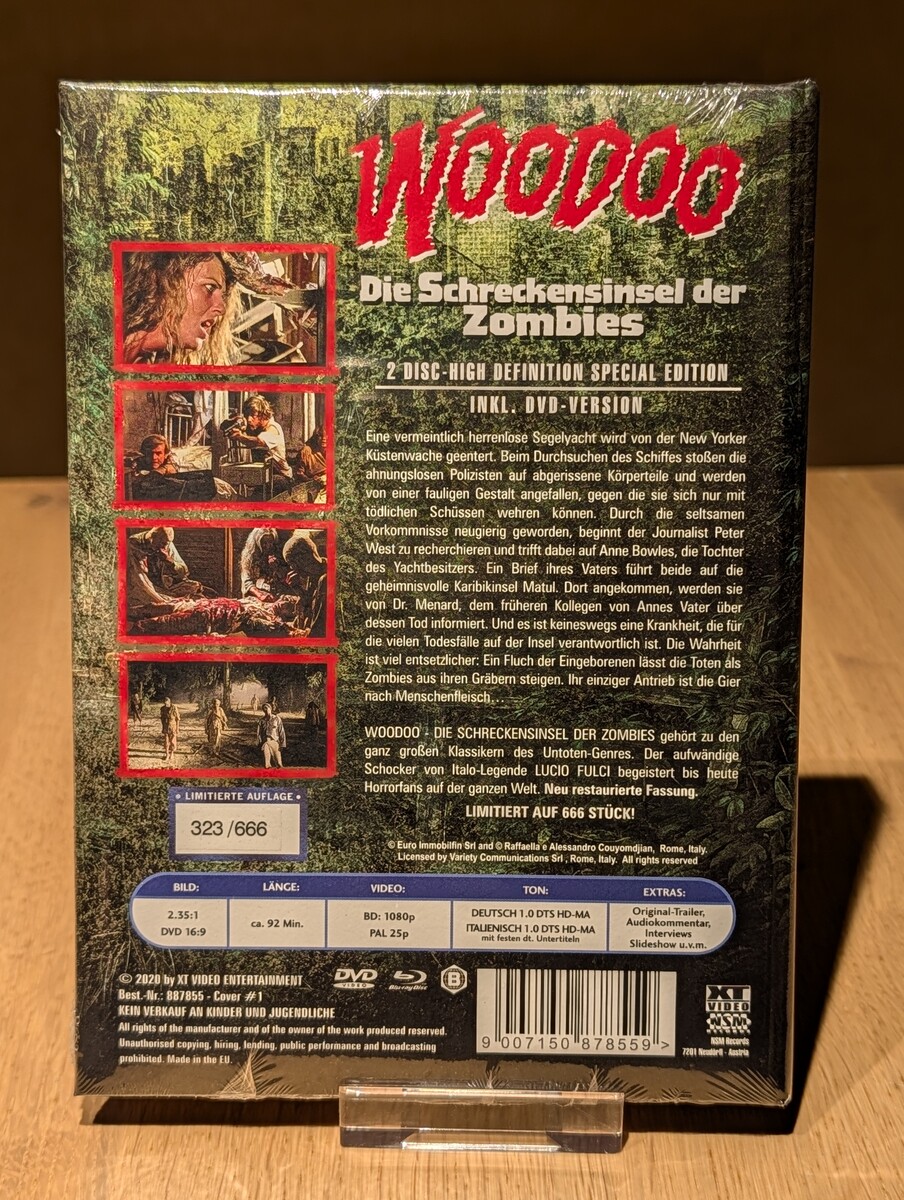 WOODOO
Die Schreckensinsel der
Zombies
2 DISC-HIGH DEFINITION SPECIAL EDITION
INKL. DVD-VERSION
Eine vermeintlich herrenlose Segelyacht wird von der New Yorker
Küstenwache geentert. Beim Durchsuchen des Schiffes stoßen die
ahnungslosen Polizisten auf abgerissene Körperteile und werden
von einer fauligen Gestalt angefallen, gegen die sie sich nur mit
tödlichen Schüssen wehren können. Durch die seltsamen
Vorkommnisse neugierig geworden, beginnt der Journalist Peter
West zu recherchieren und trifft dabei auf Anne Bowles, die Tochter
des Yachtbesitzers. Ein Brief ihres Vaters führt beide auf die
geheimnisvolle Karibikinsel Matul. Dort angekommen, werden sie
von Dr. Menard, dem früheren Kollegen von Annes Vater über
dessen Tod informiert. Und es ist keineswegs eine Krankheit, die für
die vielen Todesfälle auf der Insel verantwortlich ist. Die Wahrheit
ist viel entsetzlicher: Ein Fluch der Eingeborenen lässt die Toten als
Zombies aus ihren Gräbern steigen. Ihr einziger Antrieb ist die Gier
nach Menschenfleisch...
WOODOO - DIE SCHRECKENSINSEL DER ZOMBIES gehört zu den
ganz großen Klassikern des Untoten-Genres. Der aufwändige
Schocker von Italo-Legende LUCIO FULCI begeistert bis heute
Horrorfans auf der ganzen Welt. Neu restaurierte Fassung.
LIMITIERT AUF 666 STÜCK!
• LIMITIERTE AUFLAGE •
323/666
© Euro Immobilfin Srl and © Raffaella e Alessandro Couyomdjian, Rome, Italy.
Licensed by Variety Communications Srl, Rome, Italy. All rights reserved
BILD: LÄNGE: VIDEO: TON: EXTRAS:
2.35:1
DVD 16:9
ca. 92 Min.
BD: 1080p
PAL 25p
DEUTSCH 1.0 DTS HD-MA
ITALIENISCH 1.0 DTS HD-MA
mit festen dt. Untertiteln
Original-Trailer,
Audiokommentar,
Interviews
Slideshow u.v.m.
© 2020 by XT VIDEO ENTERTAINMENT
Best.-Nr.: 887855 - Cover #1
KEIN VERKAUF AN KINDER UND JUGENDLICHE
All rights of the manufacturer and of the owner of the work produced reserved.
Unauthorised copying, hiring, lending, public performance and broadcasting
prohibited. Made in the EU.
DVD
VIDEO
Blu-ray Disc
B
9 007150 878559 >
XT
VIDEO
NSM
NSM Records
7201 Neudörfl - Austria